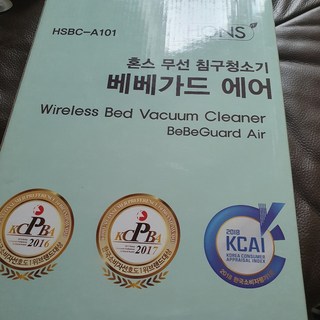 HSBC-A101
ONS
혼스 무선 침구청소기
베베가드 에어
Wireless Bed Vacuum Cleaner
BeBeGuard Air
KCPBA
2016
KCPBA
2017
2018
KCAI
KOREA CONSUMER
APPRAISAL INDEX